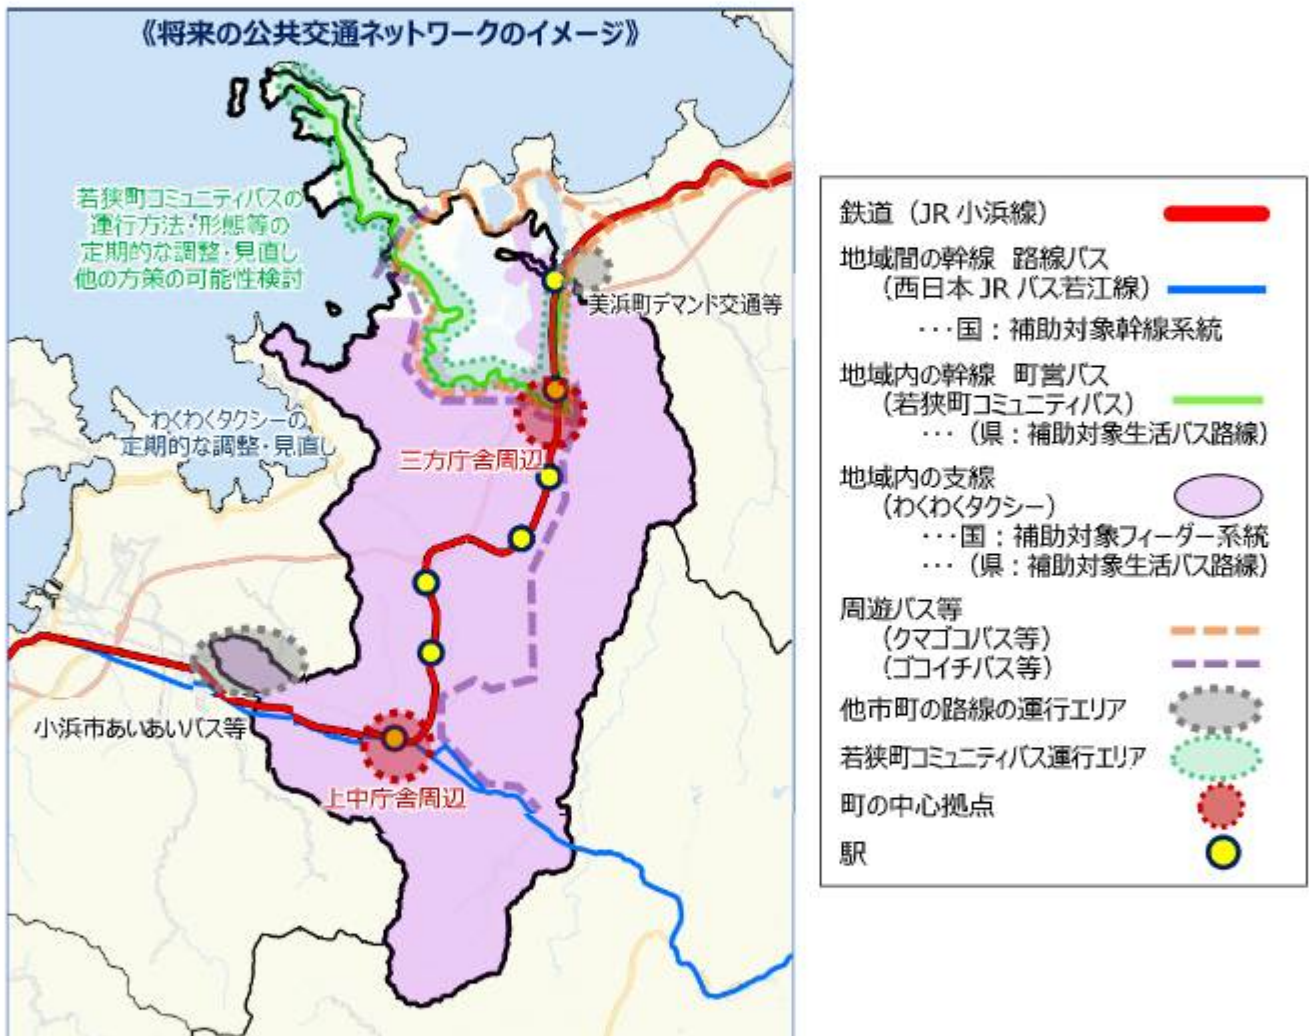 《将来の公共交通ネットワークのイメージ》
若狭町コミュニティバスの
運行方法・形態等の
定期的な調整・見直し
他の方策の可能性検討
美浜町デマンド交通等
わくわくタクシーの
定期的な調整・見直し
三方庁舎周辺
小浜市あいあいバス等
上中庁舎周辺
鉄道（JR 小浜線）
地域間の幹線 路線バス
（西日本 JR バス若江線）
･･･国：補助対象幹線系統
地域内の幹線 町営バス
（若狭町コミュニティバス）
･･･（県：補助対象生活バス路線）
地域内の支線
（わくわくタクシー）
･･･国：補助対象フィーダー系統
･･･（県：補助対象生活バス路線）
周遊バス等
（クマゴコバス等）
（ゴコイチバス等）
他市町の路線の運行エリア
若狭町コミュニティバス運行エリア
町の中心拠点
駅